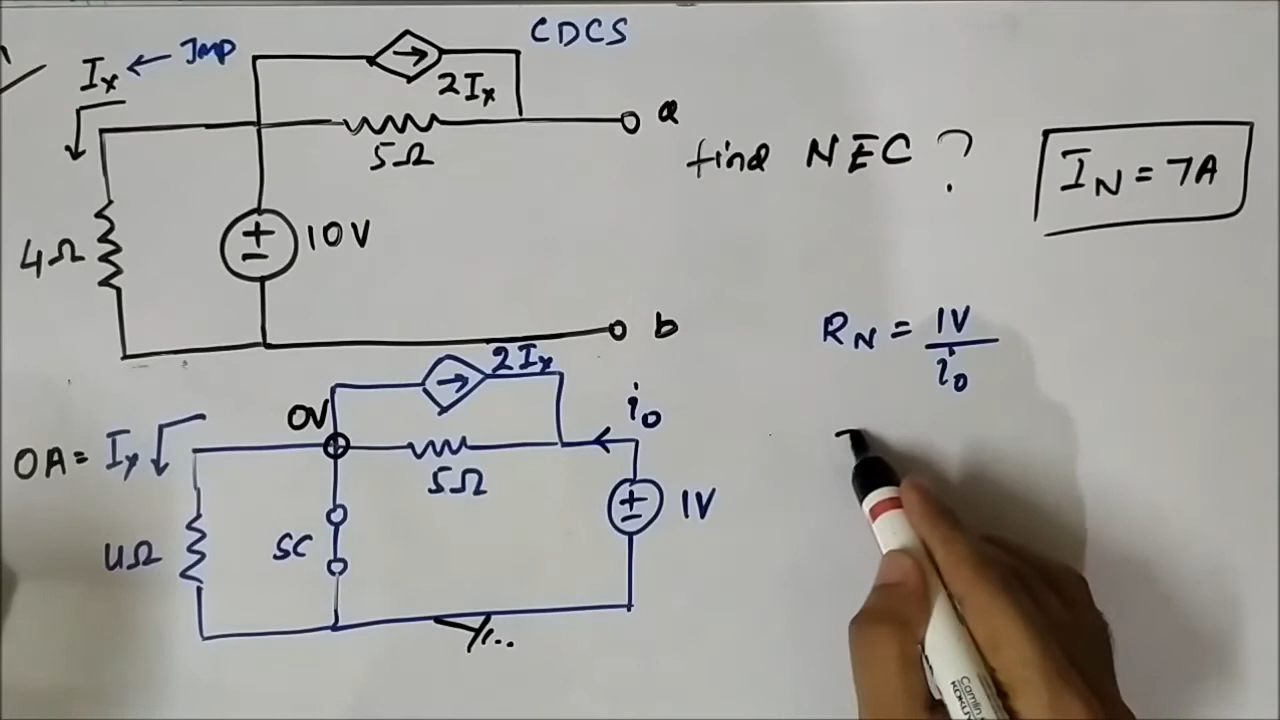 Ix ← Imp
CDCS
2Ix
5Ω
a
4Ω
+
−
10V
b
find NEC ?
IN = 7A
2Ix
0V
i0
0A = Ix
5Ω
4Ω
SC
+
−
1V
RN = 1V
i0